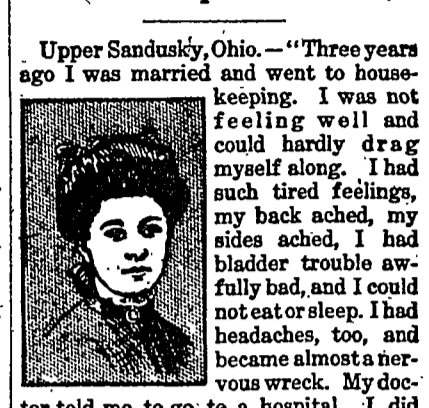 Upper Sandusky, Ohio.—"Three years
ago I was married and went to house-
keeping. I was not
feeling well and
could hardly drag
myself along. I had
such tired feelings,
my back ached, my
sides ached, I had
bladder trouble aw-
fully bad, and I could
not eat or sleep. I had
headaches, too, and
became almost a ner-
vous wreck. My doc-
tor told me to go to a hospital. I did